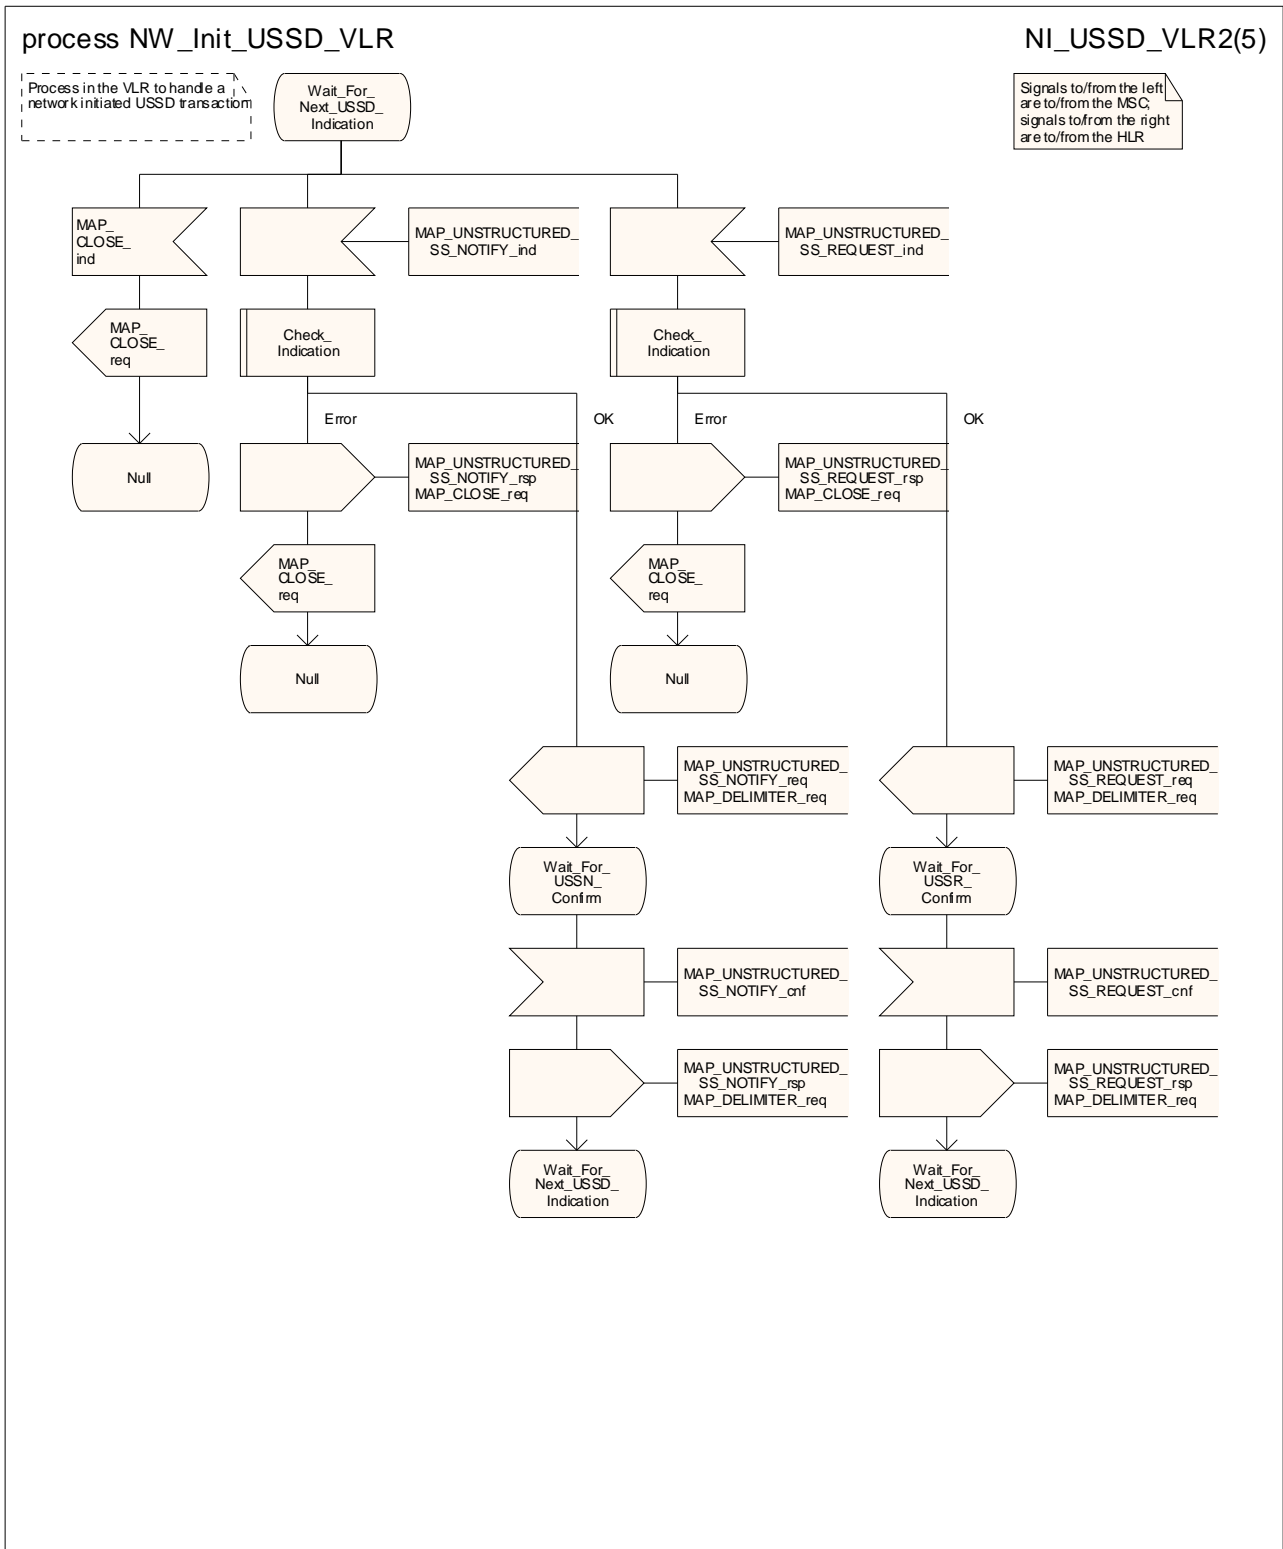 process NW_Init_USSD_VLR
NI_USSD_VLR2(5)
Process in the VLR to handle a
network initiated USSD transaction
Wait_For_
Next_USSD_
Indication
Signals to/from the left
are to/from the MSC;
signals to/from the right
are to/from the HLR
MAP_
CLOSE_
ind
MAP_UNSTRUCTURED_
SS_NOTIFY_ind
MAP_UNSTRUCTURED_
SS_REQUEST_ind
MAP_
CLOSE_
req
Check_
Indication
Check_
Indication
Error
OK
Error
OK
Null
MAP_UNSTRUCTURED_
SS_NOTIFY_rsp
MAP_CLOSE_req
MAP_UNSTRUCTURED_
SS_REQUEST_rsp
MAP_CLOSE_req
MAP_
CLOSE_
req
MAP_
CLOSE_
req
Null
Null
MAP_UNSTRUCTURED_
SS_NOTIFY_req
MAP_DELIMITER_req
MAP_UNSTRUCTURED_
SS_REQUEST_req
MAP_DELIMITER_req
Wait_For_
USSN_
Confirm
Wait_For_
USSR_
Confirm
MAP_UNSTRUCTURED_
SS_NOTIFY_cnf
MAP_UNSTRUCTURED_
SS_REQUEST_cnf
MAP_UNSTRUCTURED_
SS_NOTIFY_rsp
MAP_DELIMITER_req
MAP_UNSTRUCTURED_
SS_REQUEST_rsp
MAP_DELIMITER_req
Wait_For_
Next_USSD_
Indication
Wait_For_
Next_USSD_
Indication